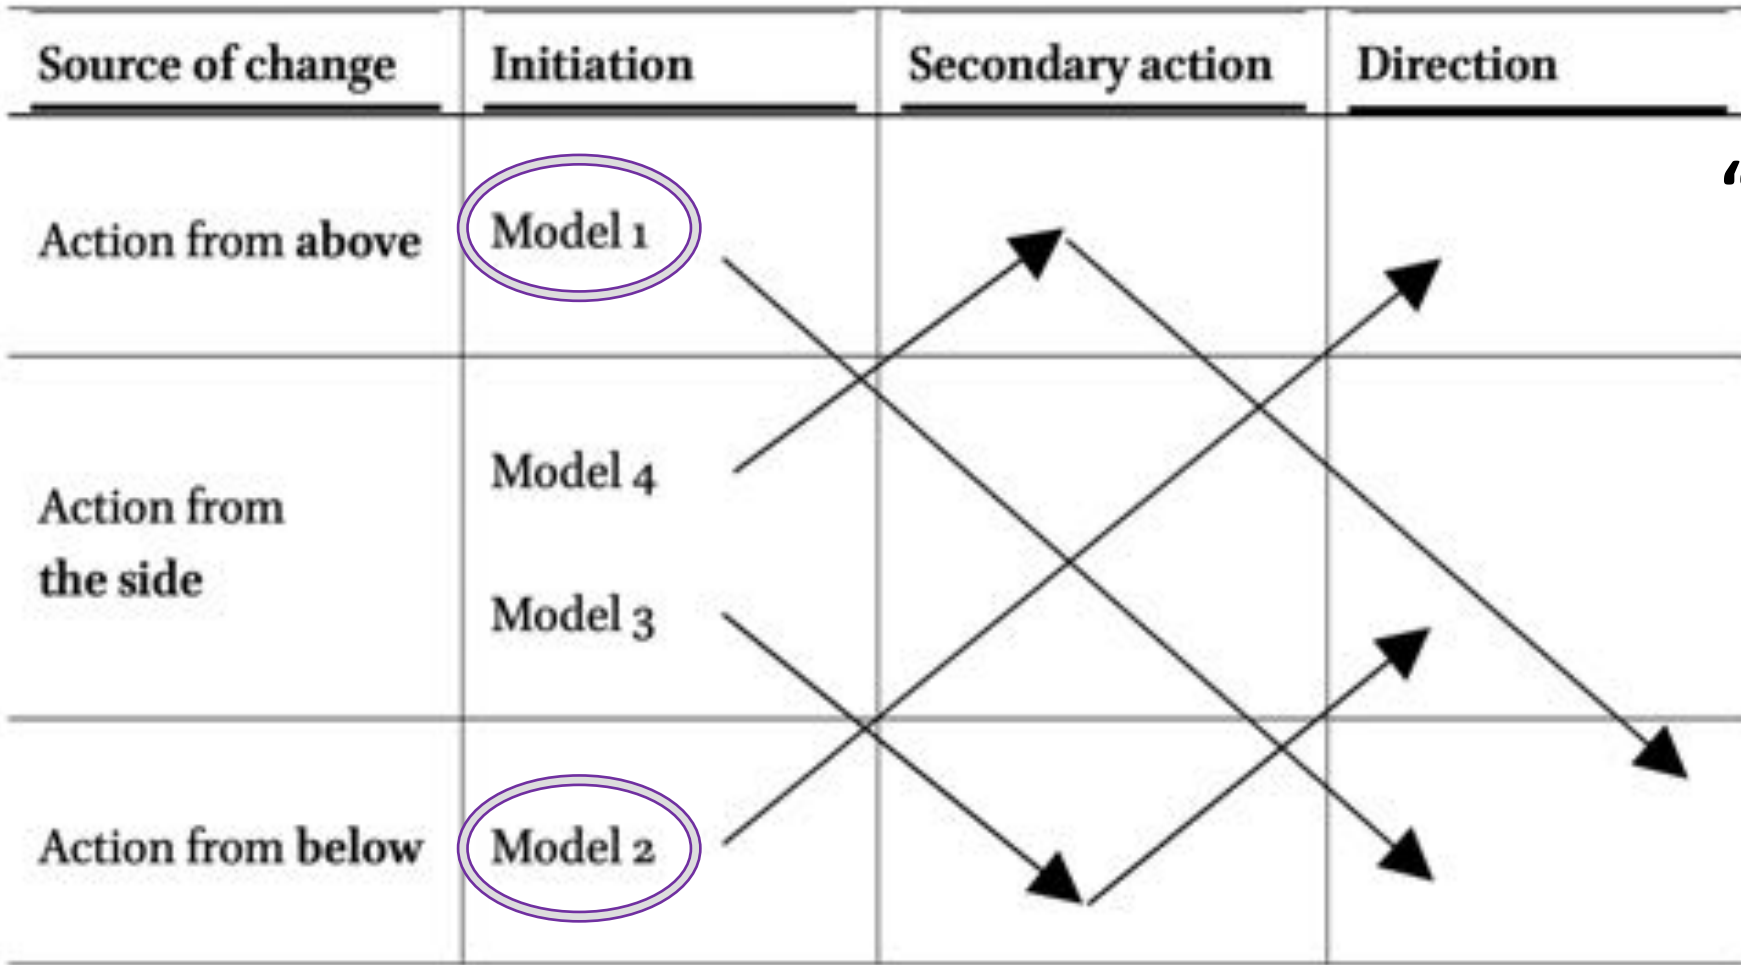 Source of change
Initiation
Secondary action
Direction
“
Action from above
Model 1
Action from
the side
Model 4
Model 3
Action from below
Model 2